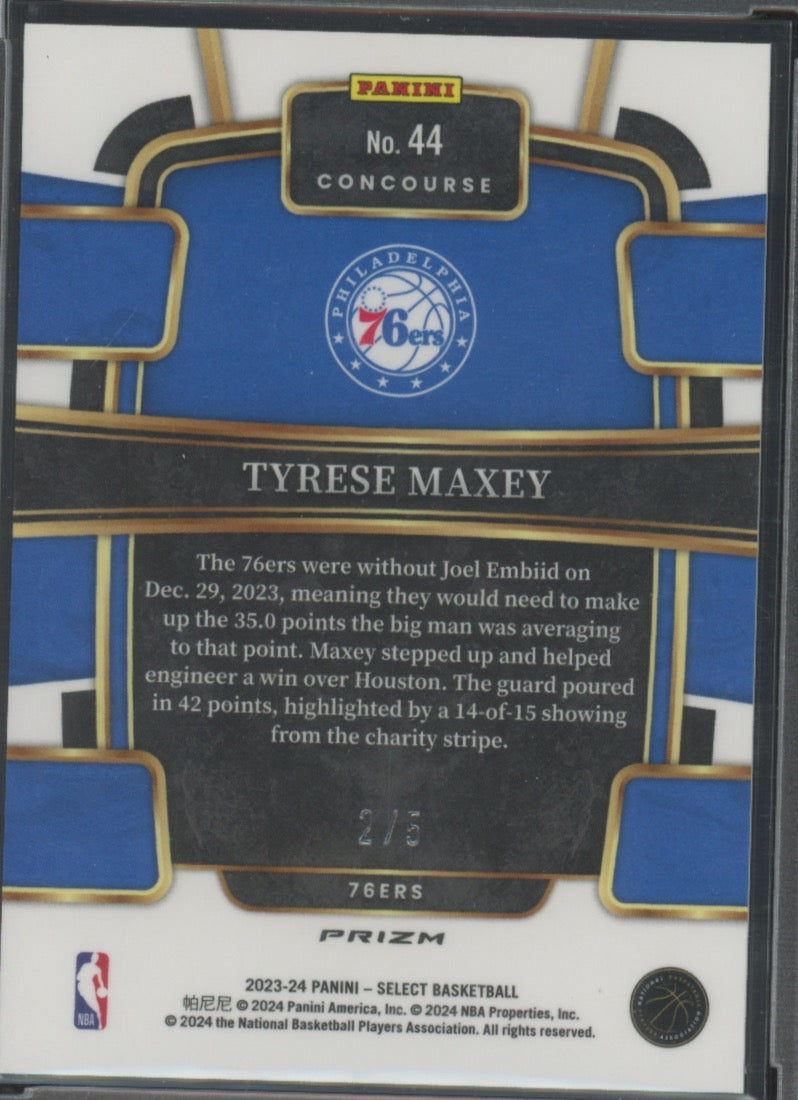 PANINI
No. 44
CONCOURSE
PHILADELPHIA
76ers
TYRESE MAXEY
The 76ers were without Joel Embiid on
Dec. 29, 2023, meaning they would need to make
up the 35.0 points the big man was averaging
to that point. Maxey stepped up and helped
engineer a win over Houston. The guard poured
in 42 points, highlighted by a 14-of-15 showing
from the charity stripe.
2/5
76ERS
PRIZM
NBA
2023-24 PANINI – SELECT BASKETBALL
帕尼尼 © 2024 Panini America, Inc. © 2024 NBA Properties, Inc.
© 2024 the National Basketball Players Association. All rights reserved.
NATIONAL BASKETBALL